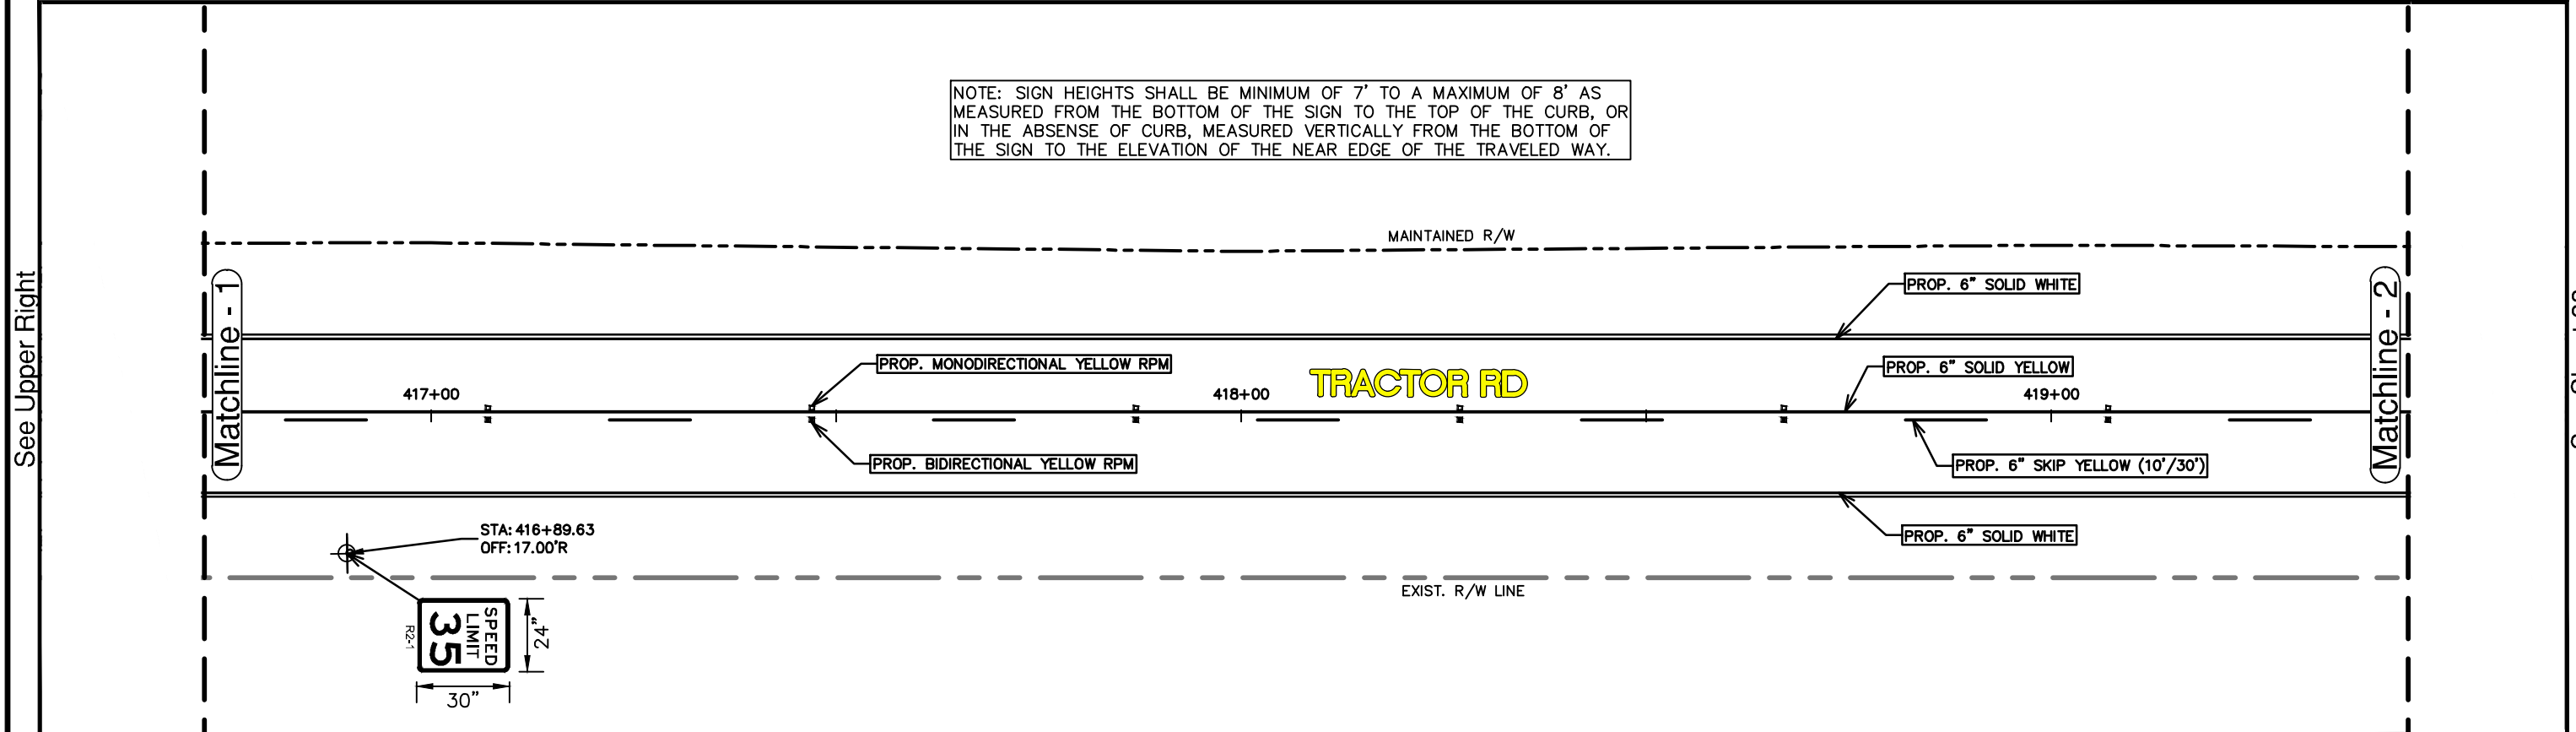 NOTE: SIGN HEIGHTS SHALL BE MINIMUM OF 7' TO A MAXIMUM OF 8' AS
MEASURED FROM THE BOTTOM OF THE SIGN TO THE TOP OF THE CURB, OR
IN THE ABSENSE OF CURB, MEASURED VERTICALLY FROM THE BOTTOM OF
THE SIGN TO THE ELEVATION OF THE NEAR EDGE OF THE TRAVELED WAY.
MAINTAINED R/W
See Upper Right
Matchline - 1
Matchline - 2
PROP. 6" SOLID WHITE
PROP. MONODIRECTIONAL YELLOW RPM
PROP. 6" SOLID YELLOW
TRACTOR RD
417+00
418+00
419+00
PROP. BIDIRECTIONAL YELLOW RPM
PROP. 6" SKIP YELLOW (10'/30')
STA: 416+89.63
OFF: 17.00'R
PROP. 6" SOLID WHITE
EXIST. R/W LINE
SPEED
LIMIT
35
R2-1
24"
30"